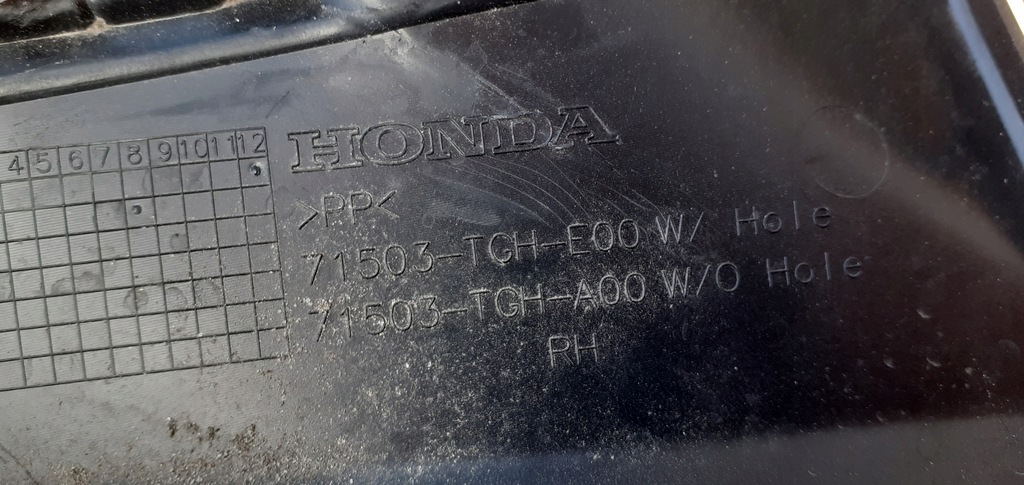 4 5 6 7 8 9 10 11 12
HONDA
>PP<
71503-TGH-E00 W/ Hole
71503-TGH-A00 W/O Hole
RH